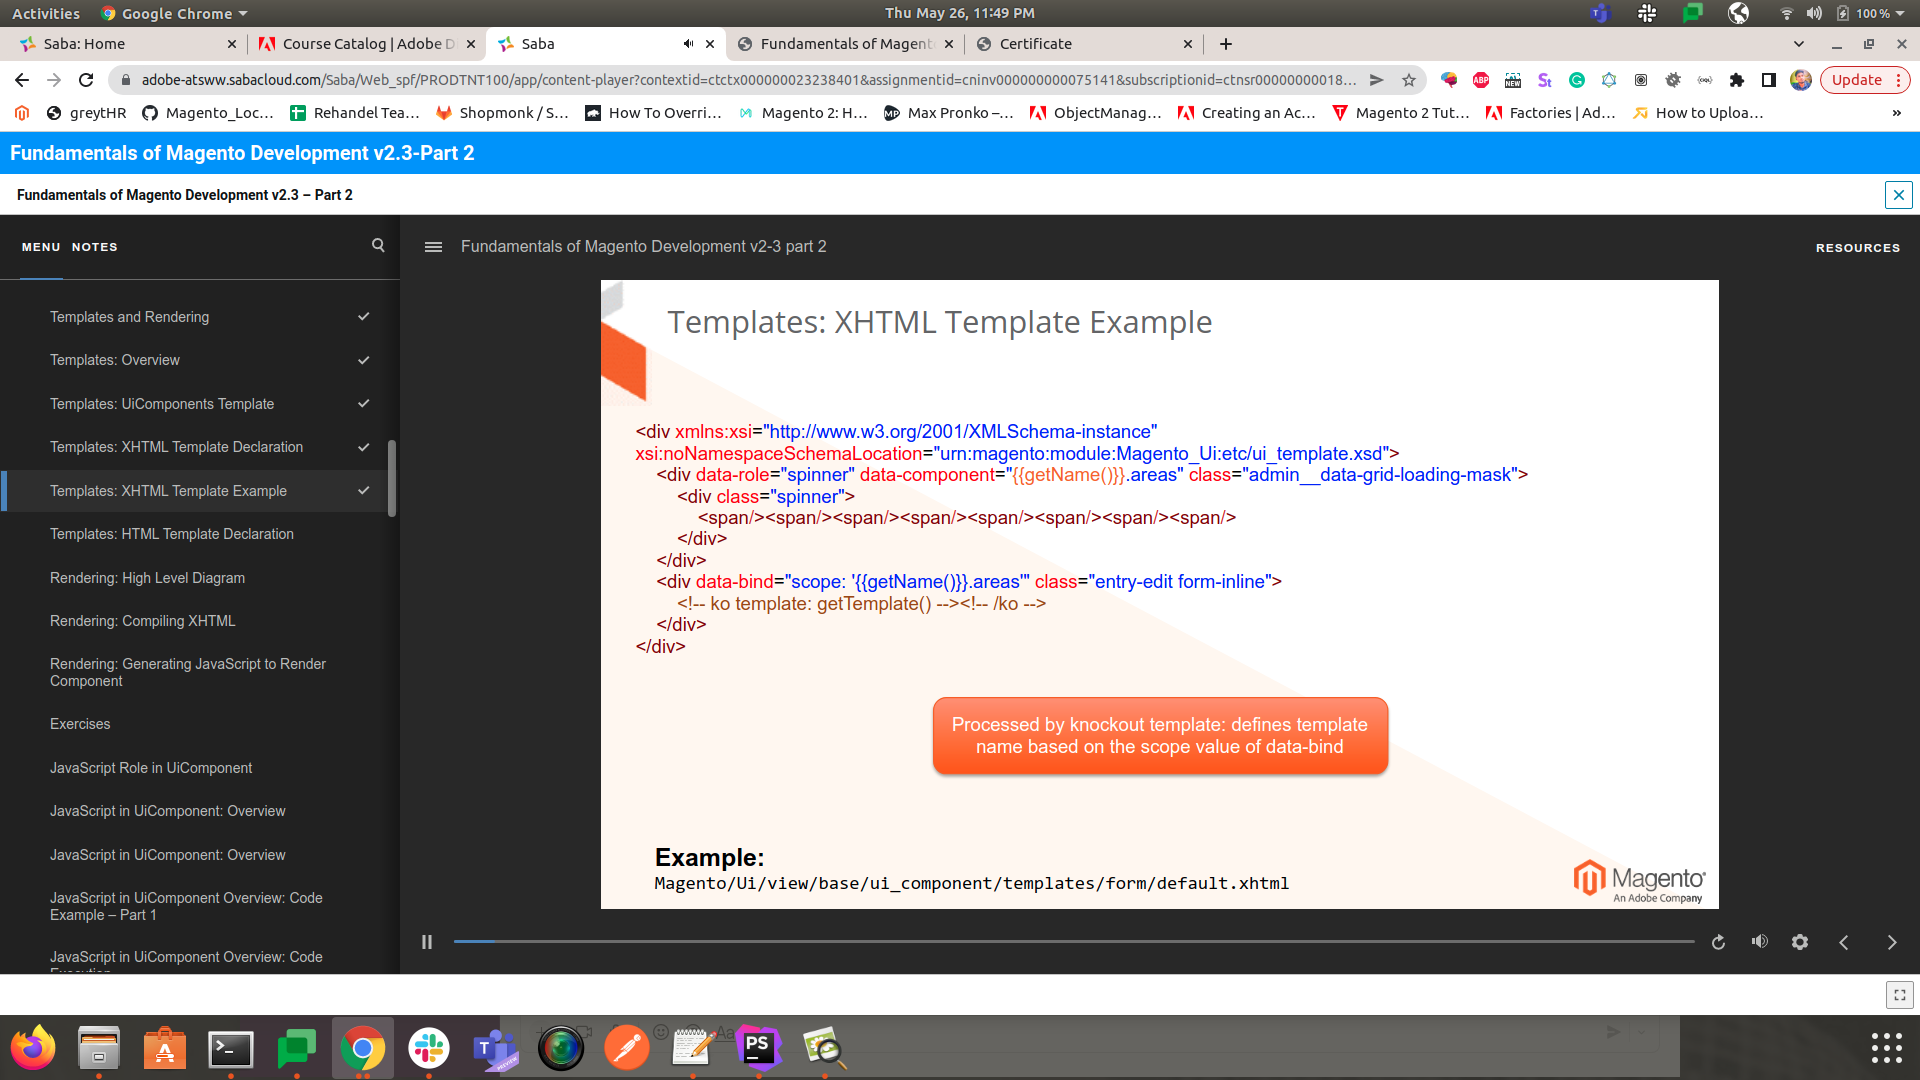 Activities
Google Chrome
Thu May 26, 11:49 PM
100 %
Saba: Home
Course Catalog | Adobe D
Saba
Fundamentals of Magent
Certificate
adobe-atsww.sabacloud.com/Saba/Web_spf/PRODTNT100/app/content-player?contextid=ctctx000000023238401&assignmentid=cninv000000000075141&subscriptionid=ctnsr00000000018...
ABP
NEW
Update
greytHR
Magento_Loc...
Rehandel Tea...
Shopmonk / S...
How To Overri...
Magento 2: H...
Max Pronko –...
ObjectManag...
Creating an Ac...
Magento 2 Tut...
Factories | Ad...
How to Uploa...
»
Fundamentals of Magento Development v2.3-Part 2
Fundamentals of Magento Development v2.3 – Part 2
MENU NOTES
Fundamentals of Magento Development v2-3 part 2
RESOURCES
Templates and Rendering
Templates: Overview
Templates: UiComponents Template
Templates: XHTML Template Declaration
Templates: XHTML Template Example
Templates: HTML Template Declaration
Rendering: High Level Diagram
Rendering: Compiling XHTML
Rendering: Generating JavaScript to Render
Component
Exercises
JavaScript Role in UiComponent
JavaScript in UiComponent: Overview
JavaScript in UiComponent: Overview
JavaScript in UiComponent Overview: Code
Example – Part 1
JavaScript in UiComponent Overview: Code
Templates: XHTML Template Example
<div xmlns:xsi="http://www.w3.org/2001/XMLSchema-instance"
xsi:noNamespaceSchemaLocation="urn:magento:module:Magento_Ui:etc/ui_template.xsd">
<div data-role="spinner" data-component="{{getName()}}.areas" class="admin__data-grid-loading-mask">
<div class="spinner">
<span/><span/><span/><span/><span/><span/><span/><span/>
</div>
</div>
<div data-bind="scope: '{{getName()}}.areas'" class="entry-edit form-inline">
<!-- ko template: getTemplate() --><!-- /ko -->
</div>
</div>
Processed by knockout template: defines template
name based on the scope value of data-bind
Example:
Magento/Ui/view/base/ui_component/templates/form/default.xhtml
Magento
An Adobe Company
PS